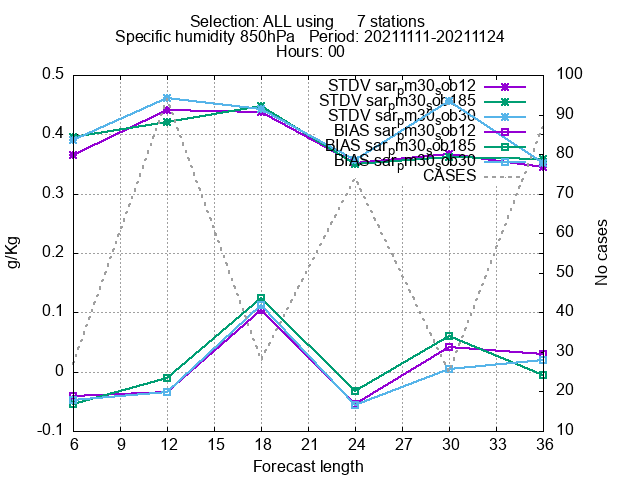 Selection: ALL using     7 stations
Specific humidity 850hPa   Period: 20211111-20211124
Hours: 00
STDV sar_pm30_sob12
STDV sar_pm30_sob185
STDV sar_pm30_sob30
BIAS sar_pm30_sob12
BIAS sar_pm30_sob185
BIAS sar_pm30_sob30
CASES
0.5
0.4
0.3
0.2
0.1
0
-0.1
g/Kg
100
90
80
70
60
50
40
30
20
10
No cases
6 9 12 15 18 21 24 27 30 33 36
Forecast length